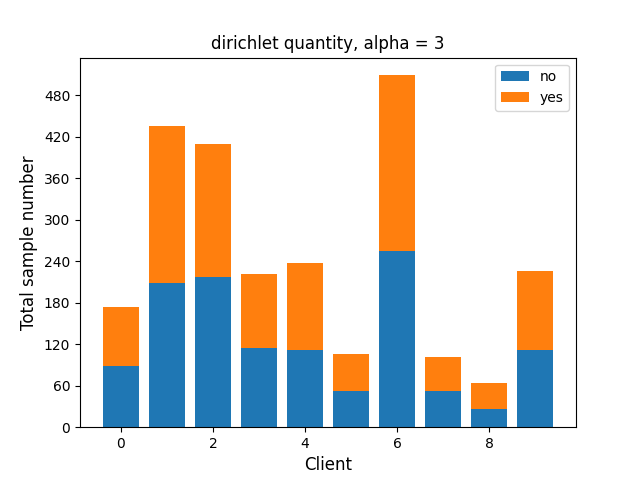 dirichlet quantity, alpha = 3
no
yes
Total sample number
480
420
360
300
240
180
120
60
0
0 2 4 6 8
Client